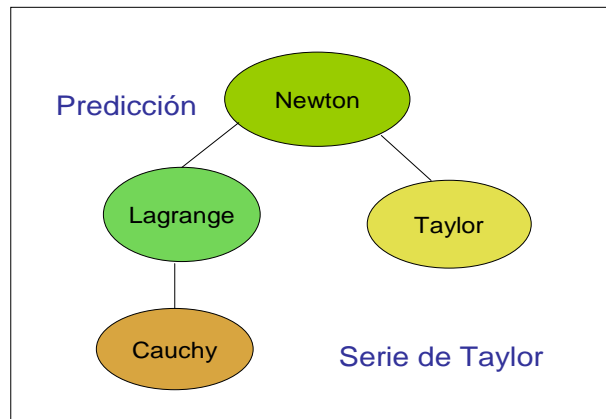 Newton
Predicción
Lagrange
Taylor
Cauchy
Serie de Taylor